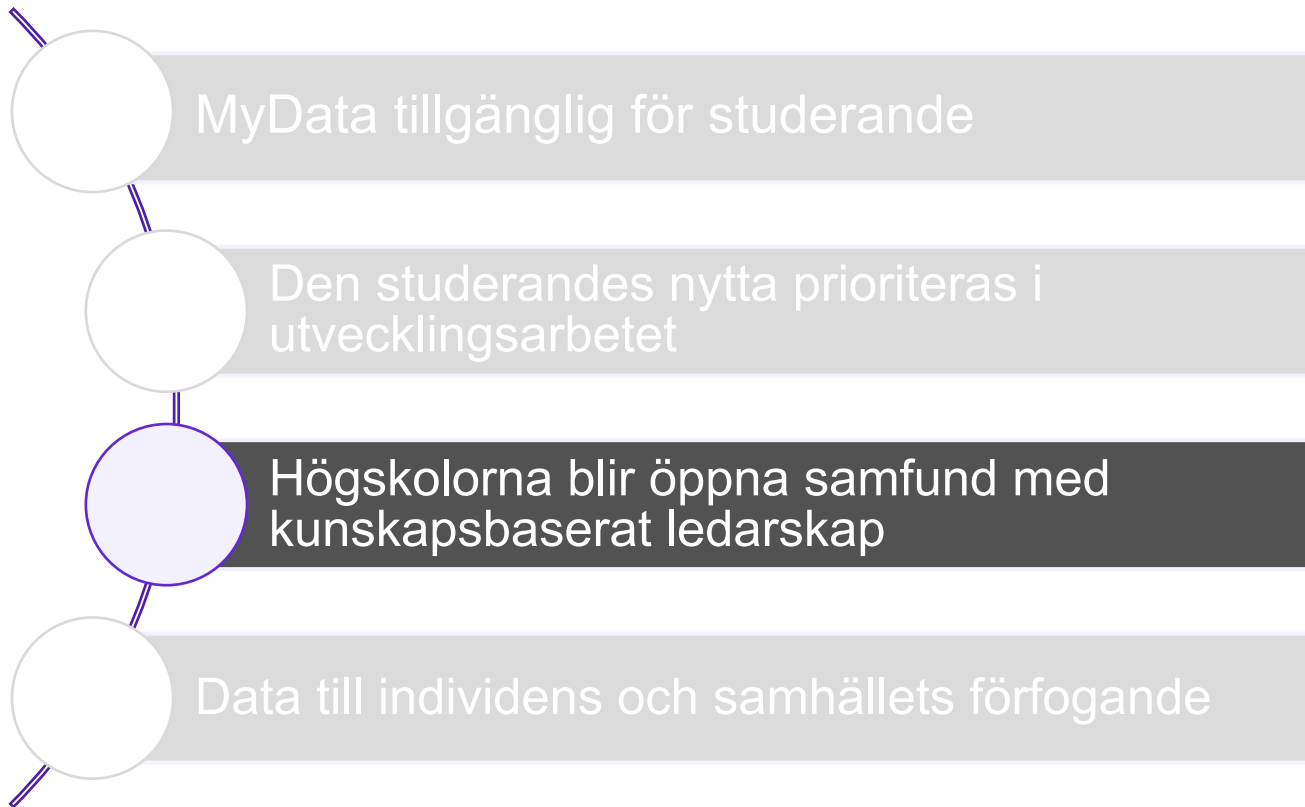 MyData tillgänglig för studerande
Den studerandes nytta prioriteras i
utvecklingsarbetet
Högskolorna blir öppna samfund med
kunskapsbaserat ledarskap
Data till individens och samhällets förfogande